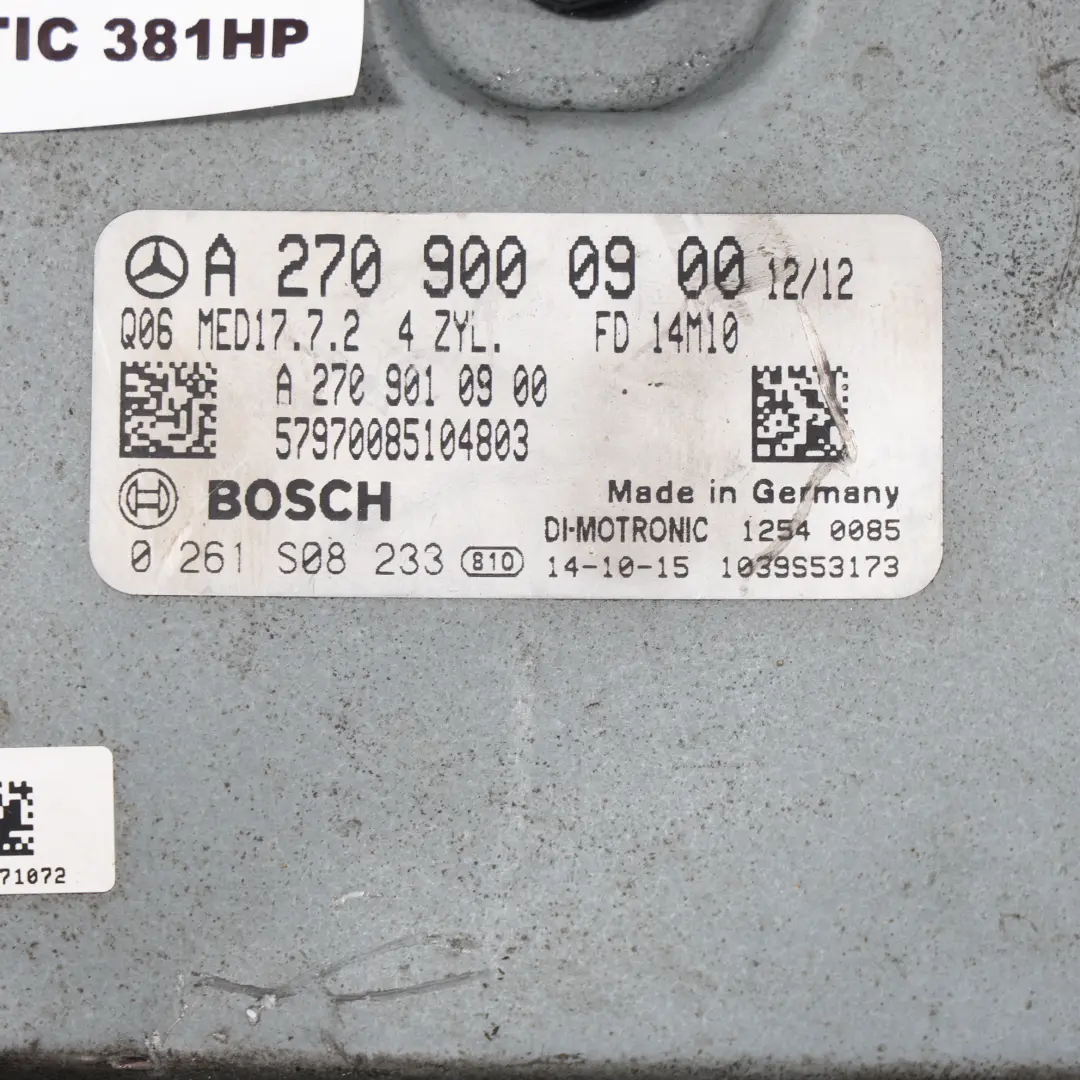 TIC 381HP
A 270 900 09 00 12/12
Q06 MED17.7.2 4 ZYL. FD 14M10
A 270 901 09 00
57970085104803
BOSCH
Made in Germany
DI-MOTRONIC 1254 0085
0 261 S08 233 810 14-10-15 1039S53173
71072